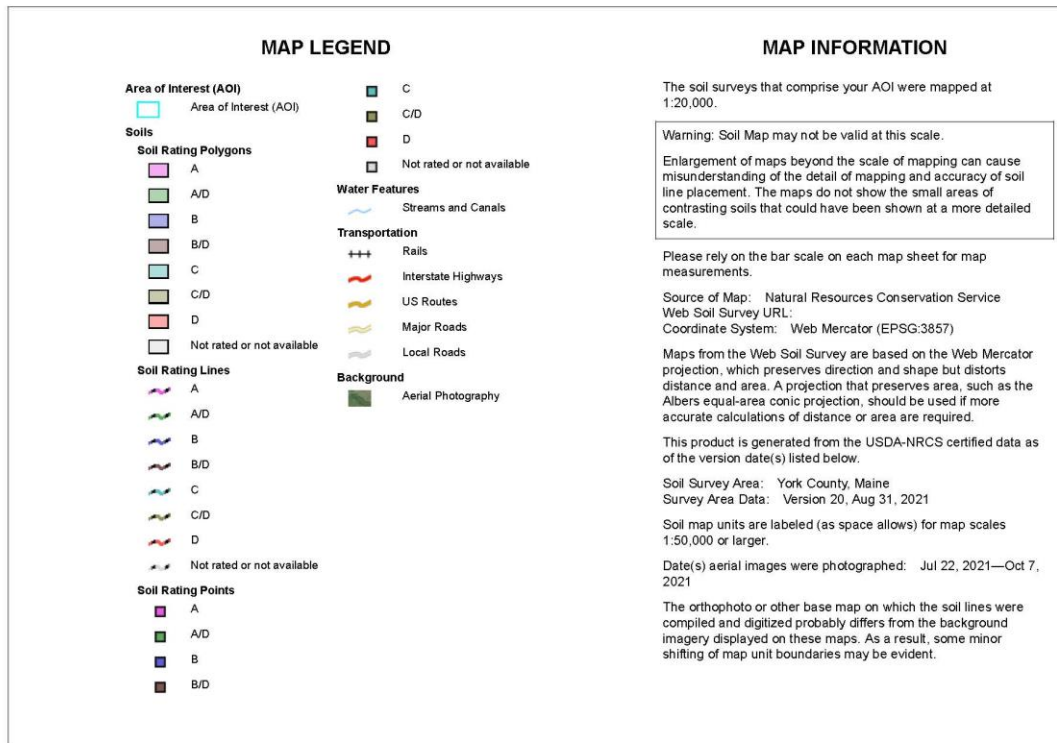 MAP LEGEND
Area of Interest (AOI)
Area of Interest (AOI)
Soils
Soil Rating Polygons
A
A/D
B
B/D
C
C/D
D
Not rated or not available
Soil Rating Lines
A
A/D
B
B/D
C
C/D
D
Not rated or not available
Soil Rating Points
A
A/D
B
B/D
C
C/D
D
Not rated or not available
Water Features
Streams and Canals
Transportation
Rails
Interstate Highways
US Routes
Major Roads
Local Roads
Background
Aerial Photography
MAP INFORMATION
The soil surveys that comprise your AOI were mapped at
1:20,000.
Warning: Soil Map may not be valid at this scale.
Enlargement of maps beyond the scale of mapping can cause
misunderstanding of the detail of mapping and accuracy of soil
line placement. The maps do not show the small areas of
contrasting soils that could have been shown at a more detailed
scale.
Please rely on the bar scale on each map sheet for map
measurements.
Source of Map: Natural Resources Conservation Service
Web Soil Survey URL:
Coordinate System: Web Mercator (EPSG:3857)
Maps from the Web Soil Survey are based on the Web Mercator
projection, which preserves direction and shape but distorts
distance and area. A projection that preserves area, such as the
Albers equal-area conic projection, should be used if more
accurate calculations of distance or area are required.
This product is generated from the USDA-NRCS certified data as
of the version date(s) listed below.
Soil Survey Area: York County, Maine
Survey Area Data: Version 20, Aug 31, 2021
Soil map units are labeled (as space allows) for map scales
1:50,000 or larger.
Date(s) aerial images were photographed: Jul 22, 2021—Oct 7,
2021
The orthophoto or other base map on which the soil lines were
compiled and digitized probably differs from the background
imagery displayed on these maps. As a result, some minor
shifting of map unit boundaries may be evident.